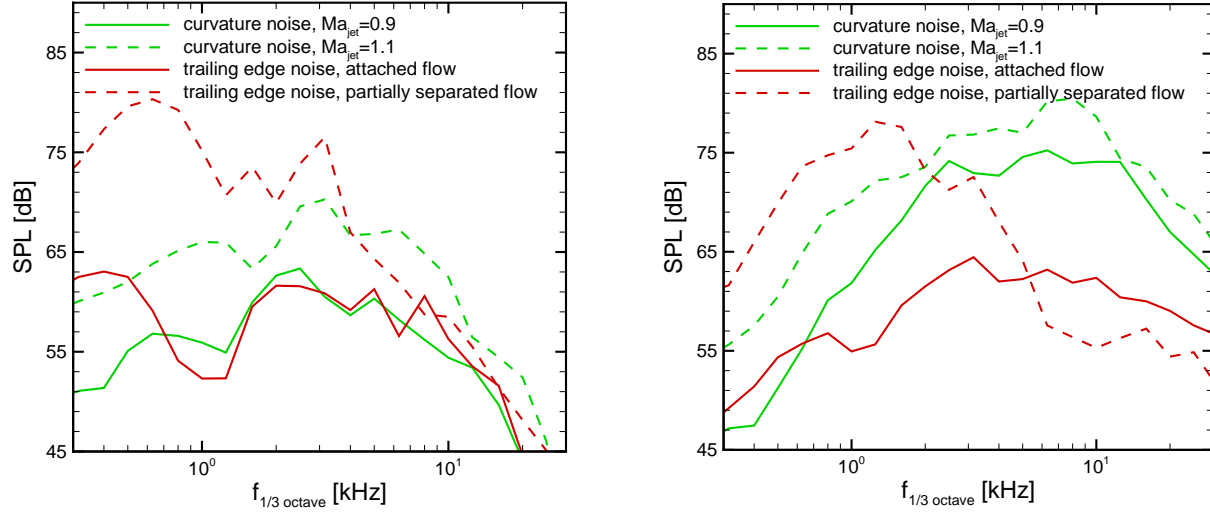 curvature noise, Ma_jet=0.9
curvature noise, Ma_jet=1.1
trailing edge noise, attached flow
trailing edge noise, partially separated flow
SPL [dB]
85
75
65
55
45
10^0
10^1
f_1/3 octave [kHz]
curvature noise, Ma_jet=0.9
curvature noise, Ma_jet=1.1
trailing edge noise, attached flow
trailing edge noise, partially separated flow
SPL [dB]
85
75
65
55
45
10^0
10^1
f_1/3 octave [kHz]